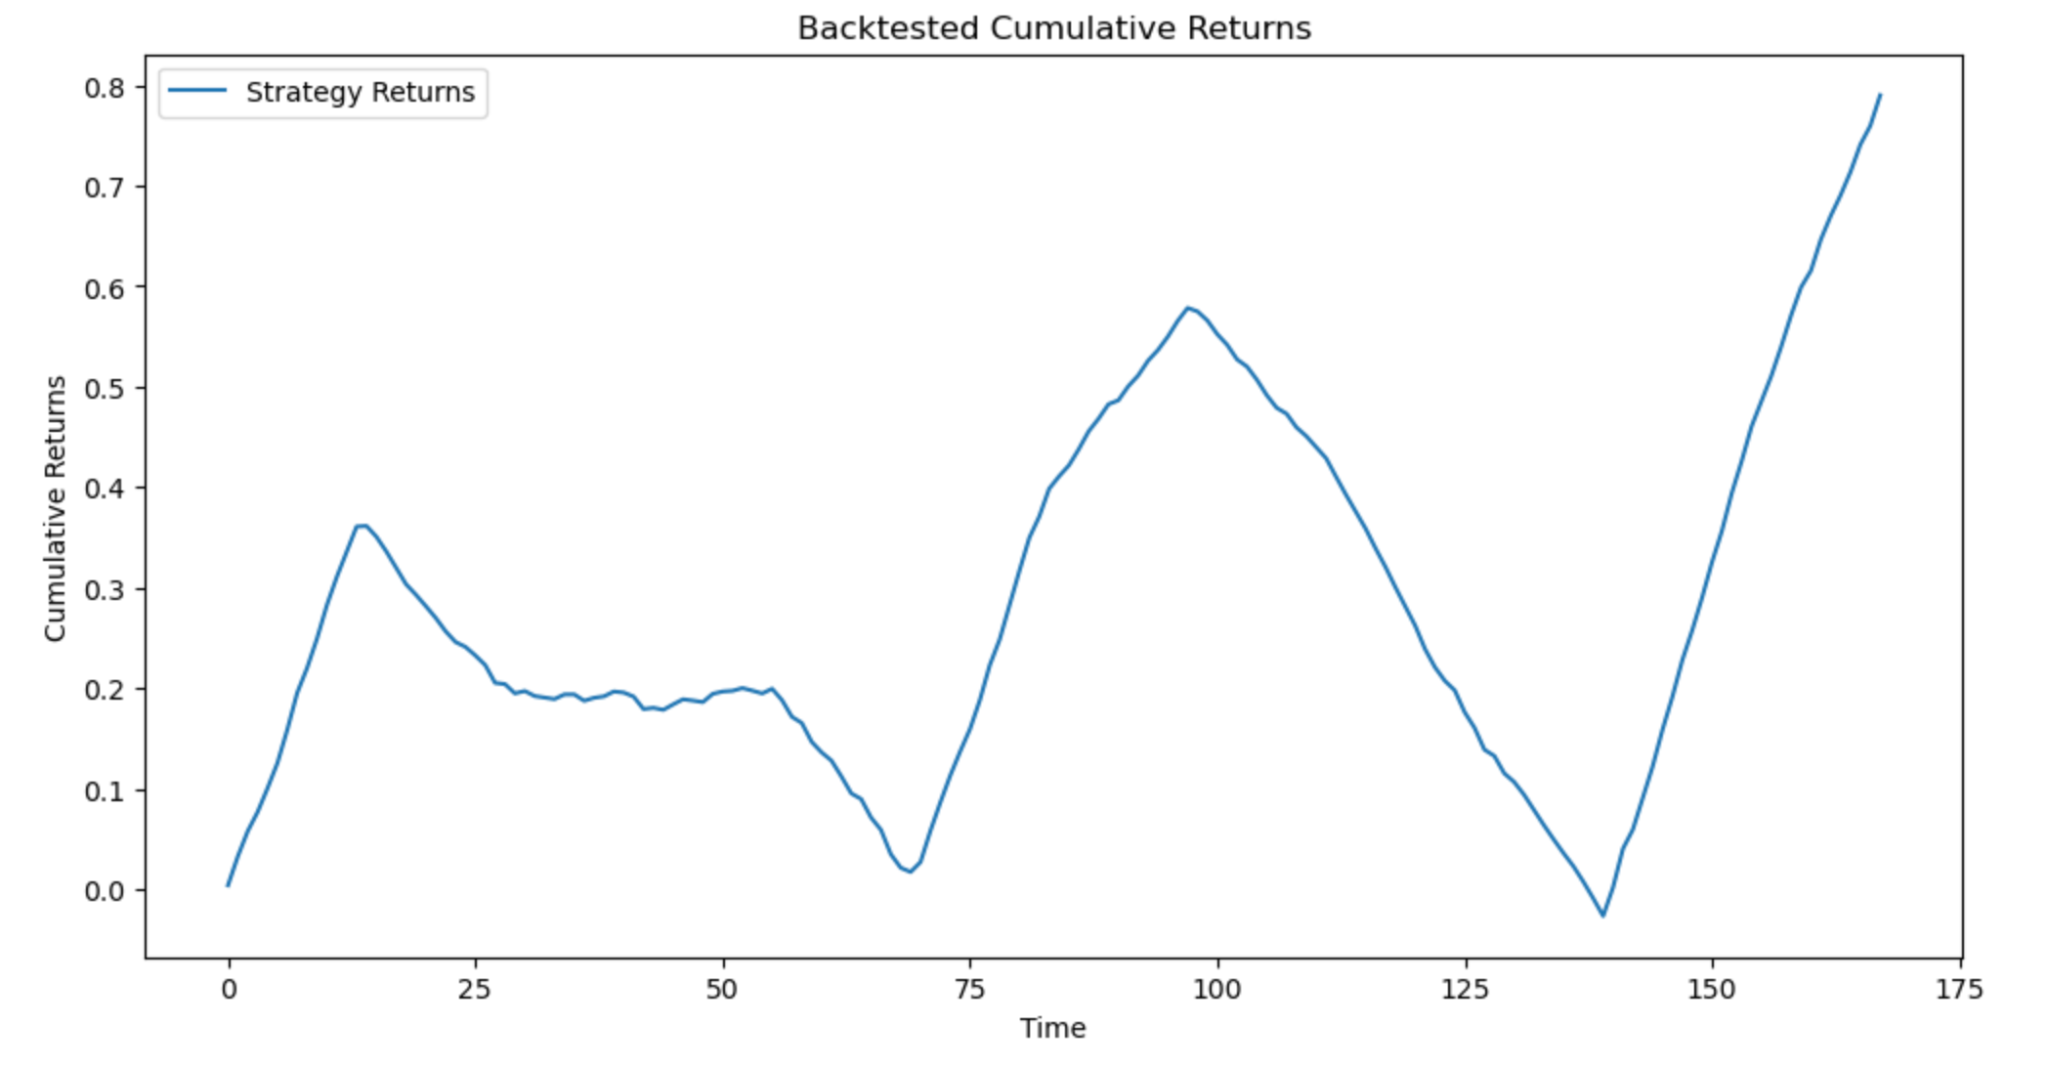 Backtested Cumulative Returns
Strategy Returns
Cumulative Returns
0.8
0.7
0.6
0.5
0.4
0.3
0.2
0.1
0.0
0 25 50 75 100 125 150 175
Time